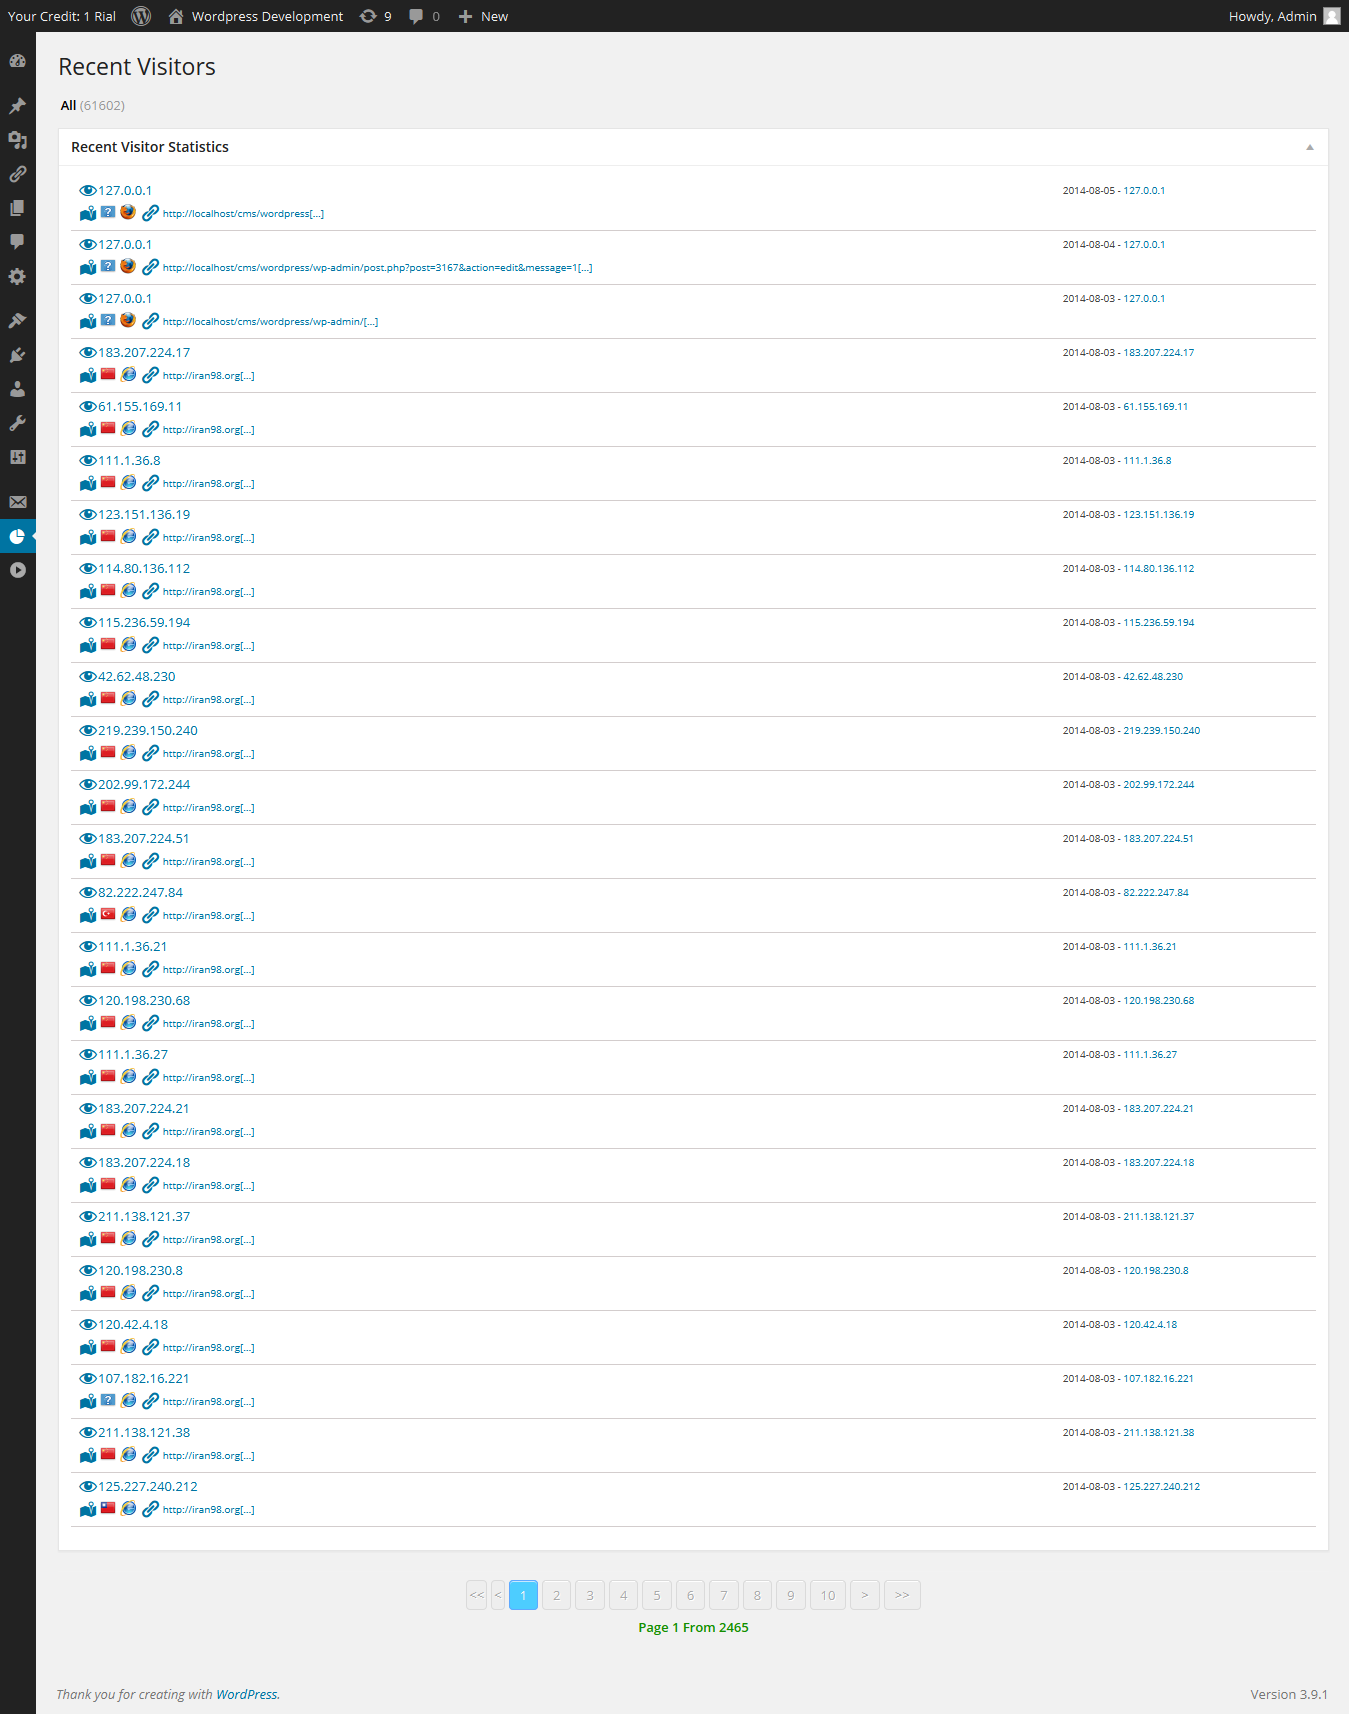 Your Credit: 1 Rial Wordpress Development 9 0 New Howdy, Admin
Recent Visitors
All (61602)
Recent Visitor Statistics
127.0.0.1 2014-08-05 - 127.0.0.1
http://localhost/cms/wordpress[...]
127.0.0.1 2014-08-04 - 127.0.0.1
http://localhost/cms/wordpress/wp-admin/post.php?post=3167&action=edit&message=1[...]
127.0.0.1 2014-08-03 - 127.0.0.1
http://localhost/cms/wordpress/wp-admin/[...]
183.207.224.17 2014-08-03 - 183.207.224.17
http://iran98.org[...]
61.155.169.11 2014-08-03 - 61.155.169.11
http://iran98.org[...]
111.1.36.8 2014-08-03 - 111.1.36.8
http://iran98.org[...]
123.151.136.19 2014-08-03 - 123.151.136.19
http://iran98.org[...]
114.80.136.112 2014-08-03 - 114.80.136.112
http://iran98.org[...]
115.236.59.194 2014-08-03 - 115.236.59.194
http://iran98.org[...]
42.62.48.230 2014-08-03 - 42.62.48.230
http://iran98.org[...]
219.239.150.240 2014-08-03 - 219.239.150.240
http://iran98.org[...]
202.99.172.244 2014-08-03 - 202.99.172.244
http://iran98.org[...]
183.207.224.51 2014-08-03 - 183.207.224.51
http://iran98.org[...]
82.222.247.84 2014-08-03 - 82.222.247.84
http://iran98.org[...]
111.1.36.21 2014-08-03 - 111.1.36.21
http://iran98.org[...]
120.198.230.68 2014-08-03 - 120.198.230.68
http://iran98.org[...]
111.1.36.27 2014-08-03 - 111.1.36.27
http://iran98.org[...]
183.207.224.21 2014-08-03 - 183.207.224.21
http://iran98.org[...]
183.207.224.18 2014-08-03 - 183.207.224.18
http://iran98.org[...]
211.138.121.37 2014-08-03 - 211.138.121.37
http://iran98.org[...]
120.198.230.8 2014-08-03 - 120.198.230.8
http://iran98.org[...]
120.42.4.18 2014-08-03 - 120.42.4.18
http://iran98.org[...]
107.182.16.221 2014-08-03 - 107.182.16.221
http://iran98.org[...]
211.138.121.38 2014-08-03 - 211.138.121.38
http://iran98.org[...]
125.227.240.212 2014-08-03 - 125.227.240.212
http://iran98.org[...]
<< < 1 2 3 4 5 6 7 8 9 10 > >>
Page 1 From 2465
Thank you for creating with WordPress. Version 3.9.1